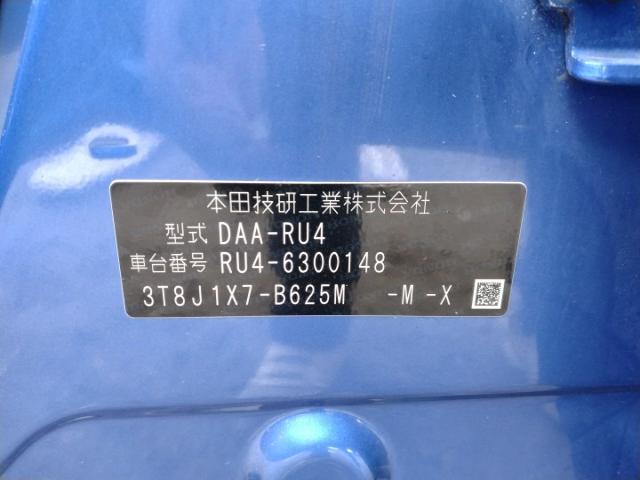 本田技研工業株式会社
型式 DAA-RU4
車台番号 RU4-6300148
3T8J1X7-B625M -M -X